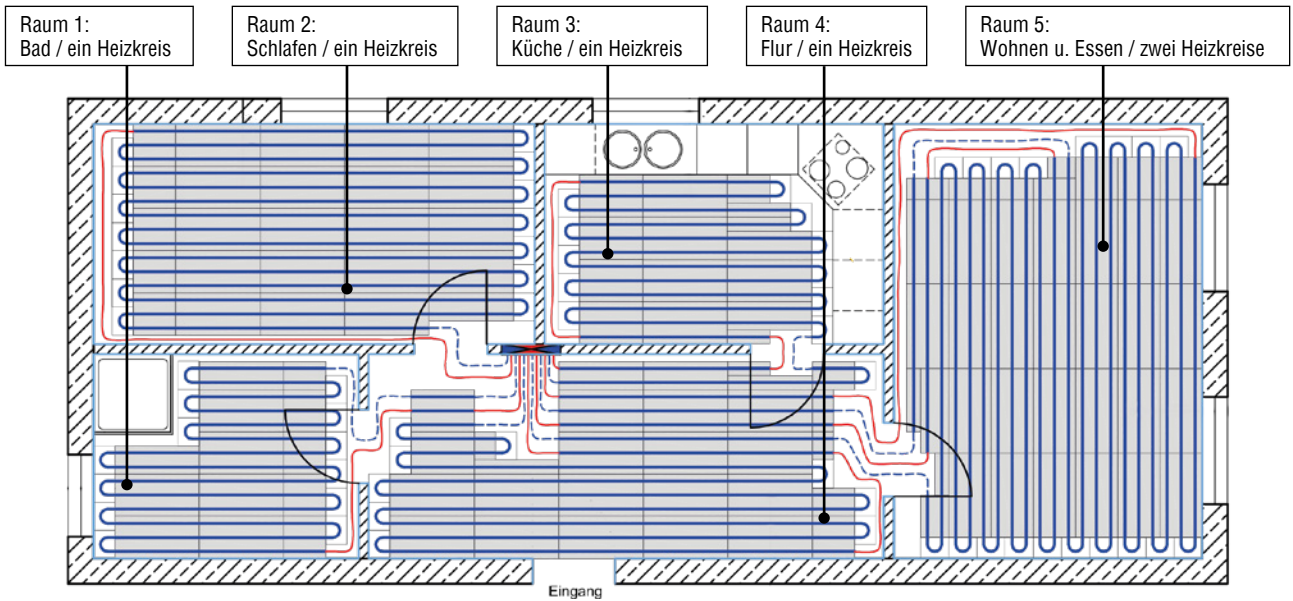 Raum 1:
Bad / ein Heizkreis
Raum 2:
Schlafen / ein Heizkreis
Raum 3:
Küche / ein Heizkreis
Raum 4:
Flur / ein Heizkreis
Raum 5:
Wohnen u. Essen / zwei Heizkreise
Eingang